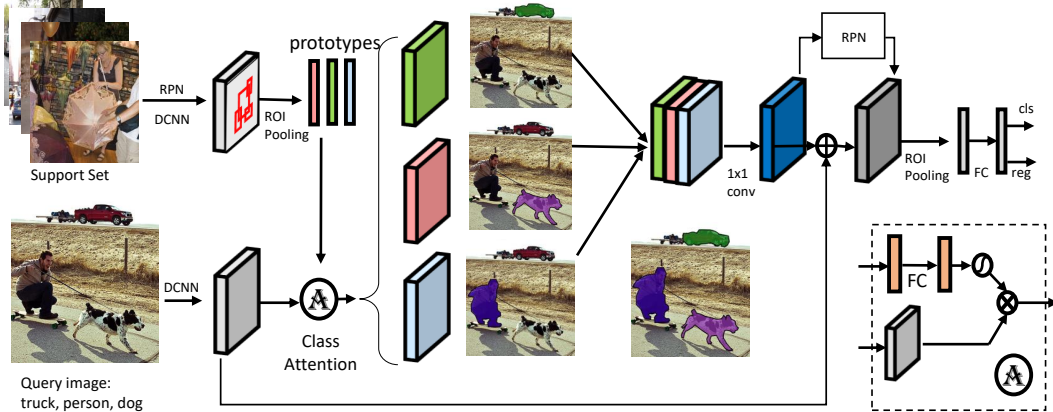 prototypes
RPN
RPN
DCNN
ROI
Pooling
Support Set
cls
ROI
Pooling
FC
reg
1x1
conv
DCNN
A
Class
Attention
FC
A
Query image:
truck, person, dog